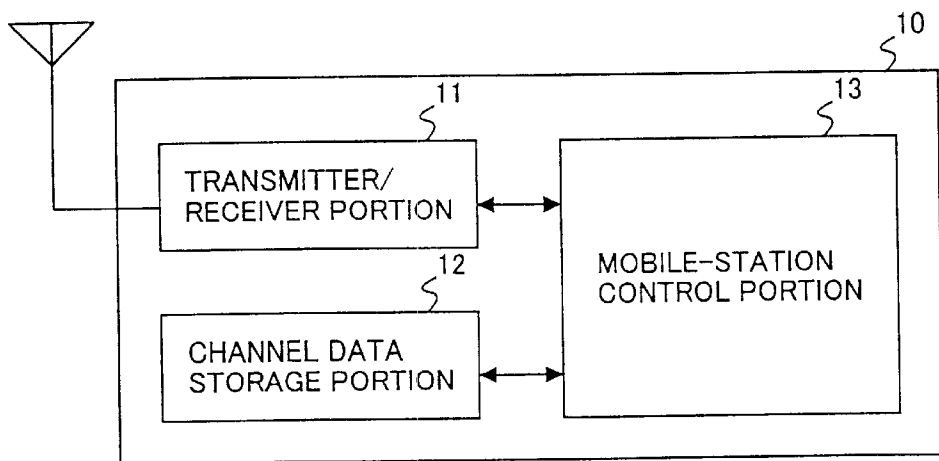 10
11
13
TRANSMITTER/
RECEIVER PORTION
12
MOBILE-STATION
CONTROL PORTION
CHANNEL DATA
STORAGE PORTION